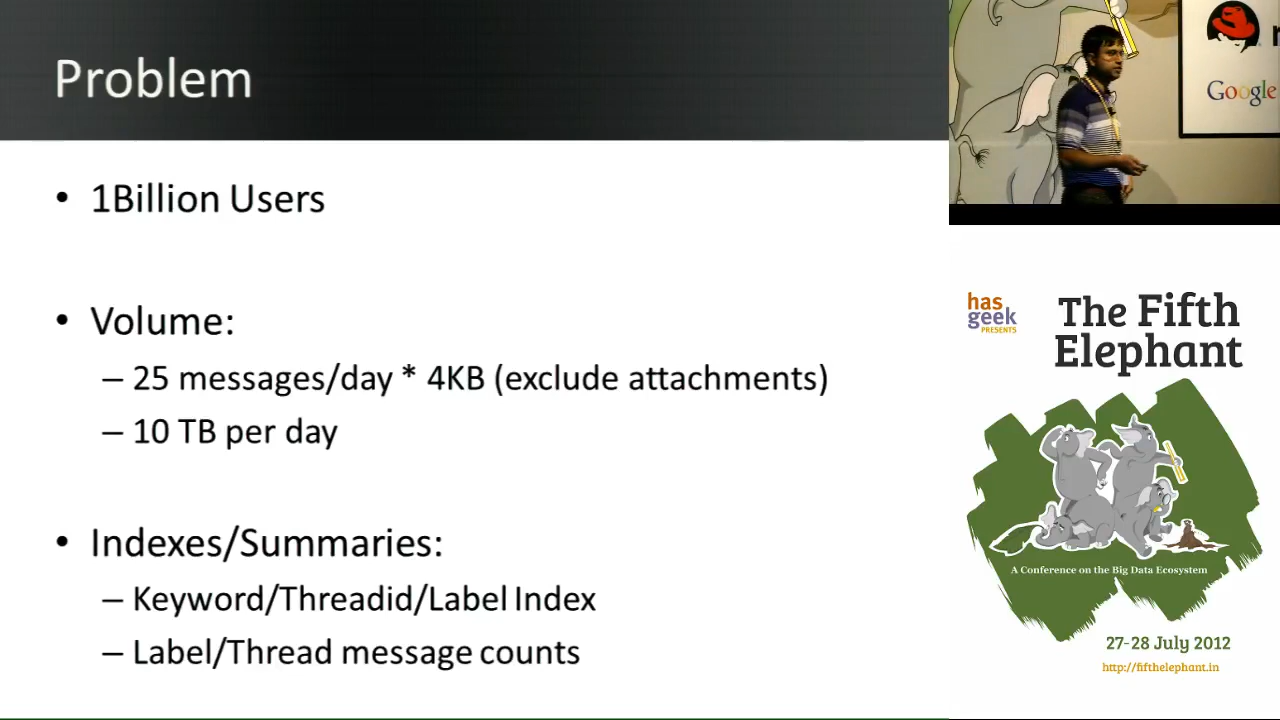 Problem
• 1Billion Users
• Volume:
– 25 messages/day * 4KB (exclude attachments)
– 10 TB per day
• Indexes/Summaries:
– Keyword/Threadid/Label Index
– Label/Thread message counts
Google
has
geek
PRESENTS
The Fifth
Elephant
A Conference on the Big Data Ecosystem
27-28 July 2012
http://fifthelephant.in